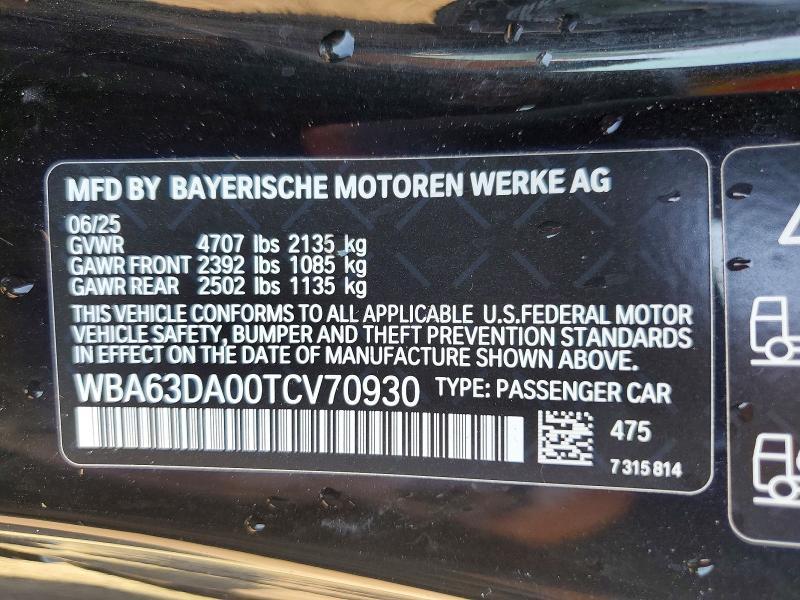 MFD BY BAYERISCHE MOTOREN WERKE AG
06/25
GVWR 4707 lbs 2135 kg
GAWR FRONT 2392 lbs 1085 kg
GAWR REAR 2502 lbs 1135 kg
THIS VEHICLE CONFORMS TO ALL APPLICABLE U.S.FEDERAL MOTOR
VEHICLE SAFETY, BUMPER AND THEFT PREVENTION STANDARDS
IN EFFECT ON THE DATE OF MANUFACTURE SHOWN ABOVE.
WBA63DA00TCV70930 TYPE: PASSENGER CAR
475
7 315 814